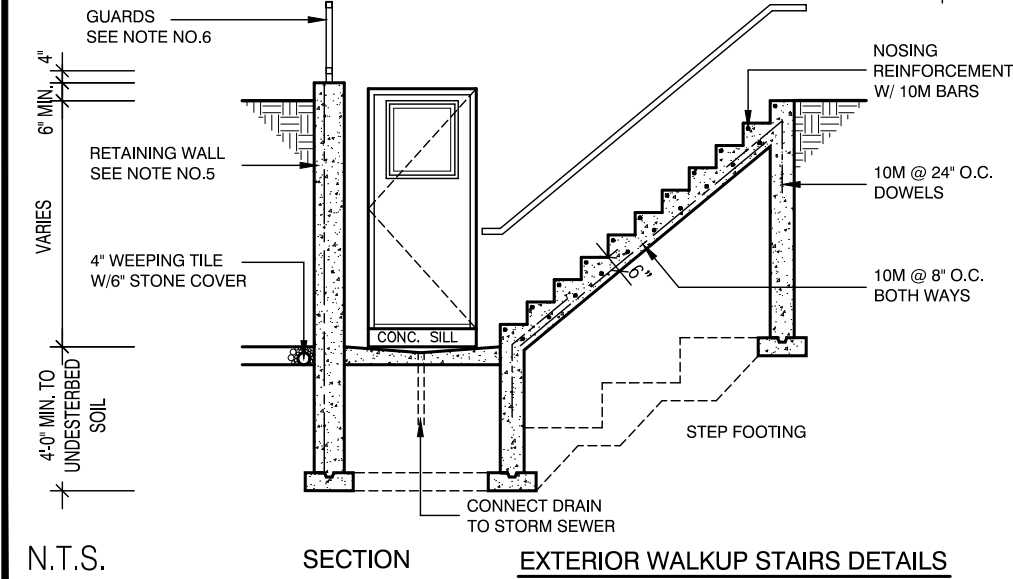 GUARDS
SEE NOTE NO.6
4"
6" MIN.
NOSING
REINFORCEMENT
W/ 10M BARS
RETAINING WALL
SEE NOTE NO.5
10M @ 24" O.C.
DOWELS
VARIES
4" WEEPING TILE
W/6" STONE COVER
6"
10M @ 8" O.C.
BOTH WAYS
CONC. SILL
4'-0" MIN. TO
UNDESTERBED
SOIL
STEP FOOTING
CONNECT DRAIN
TO STORM SEWER
N.T.S.
SECTION
EXTERIOR WALKUP STAIRS DETAILS